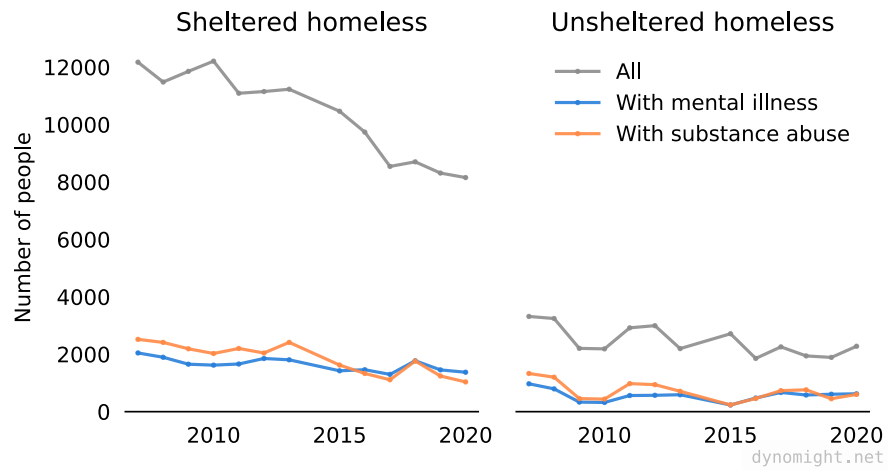 Sheltered homeless
Unsheltered homeless
Number of people
12000
10000
8000
6000
4000
2000
0
All
With mental illness
With substance abuse
2010
2015
2020
2010
2015
2020
dynomight.net